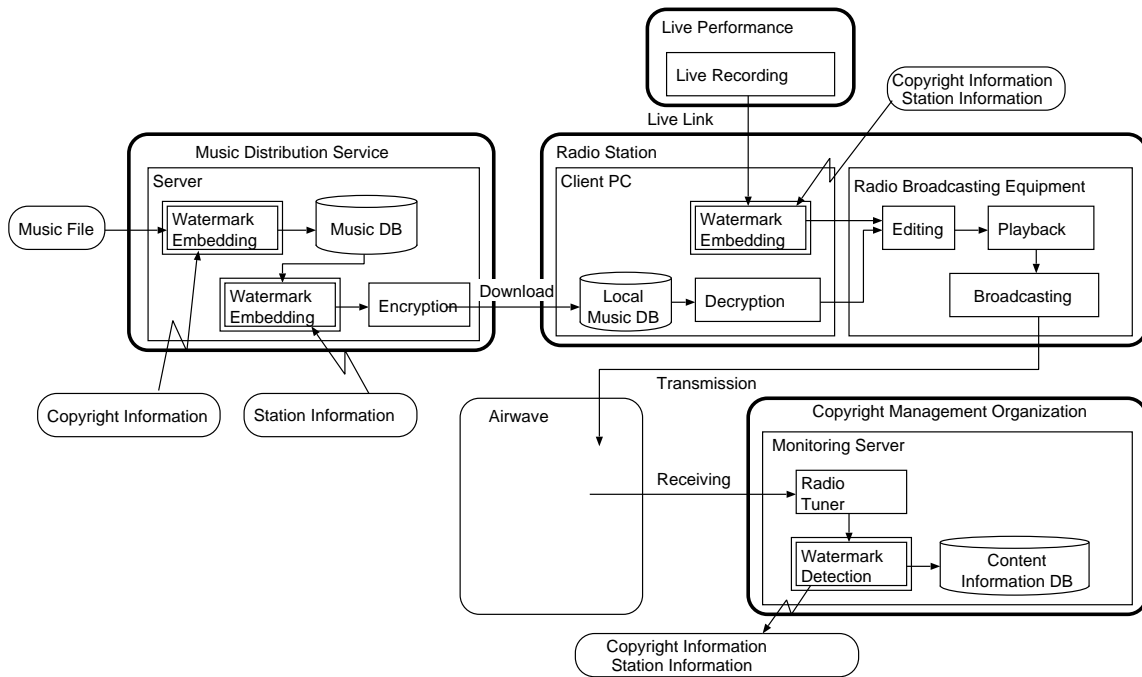 Live Performance
Live Recording
Copyright Information
Station Information
Live Link
Music Distribution Service
Server
Music File
Watermark
Embedding
Music DB
Watermark
Embedding
Encryption
Download
Copyright Information
Station Information
Radio Station
Client PC
Watermark
Embedding
Local
Music DB
Decryption
Radio Broadcasting Equipment
Editing
Playback
Broadcasting
Transmission
Airwave
Receiving
Copyright Management Organization
Monitoring Server
Radio
Tuner
Watermark
Detection
Content
Information DB
Copyright Information
Station Information